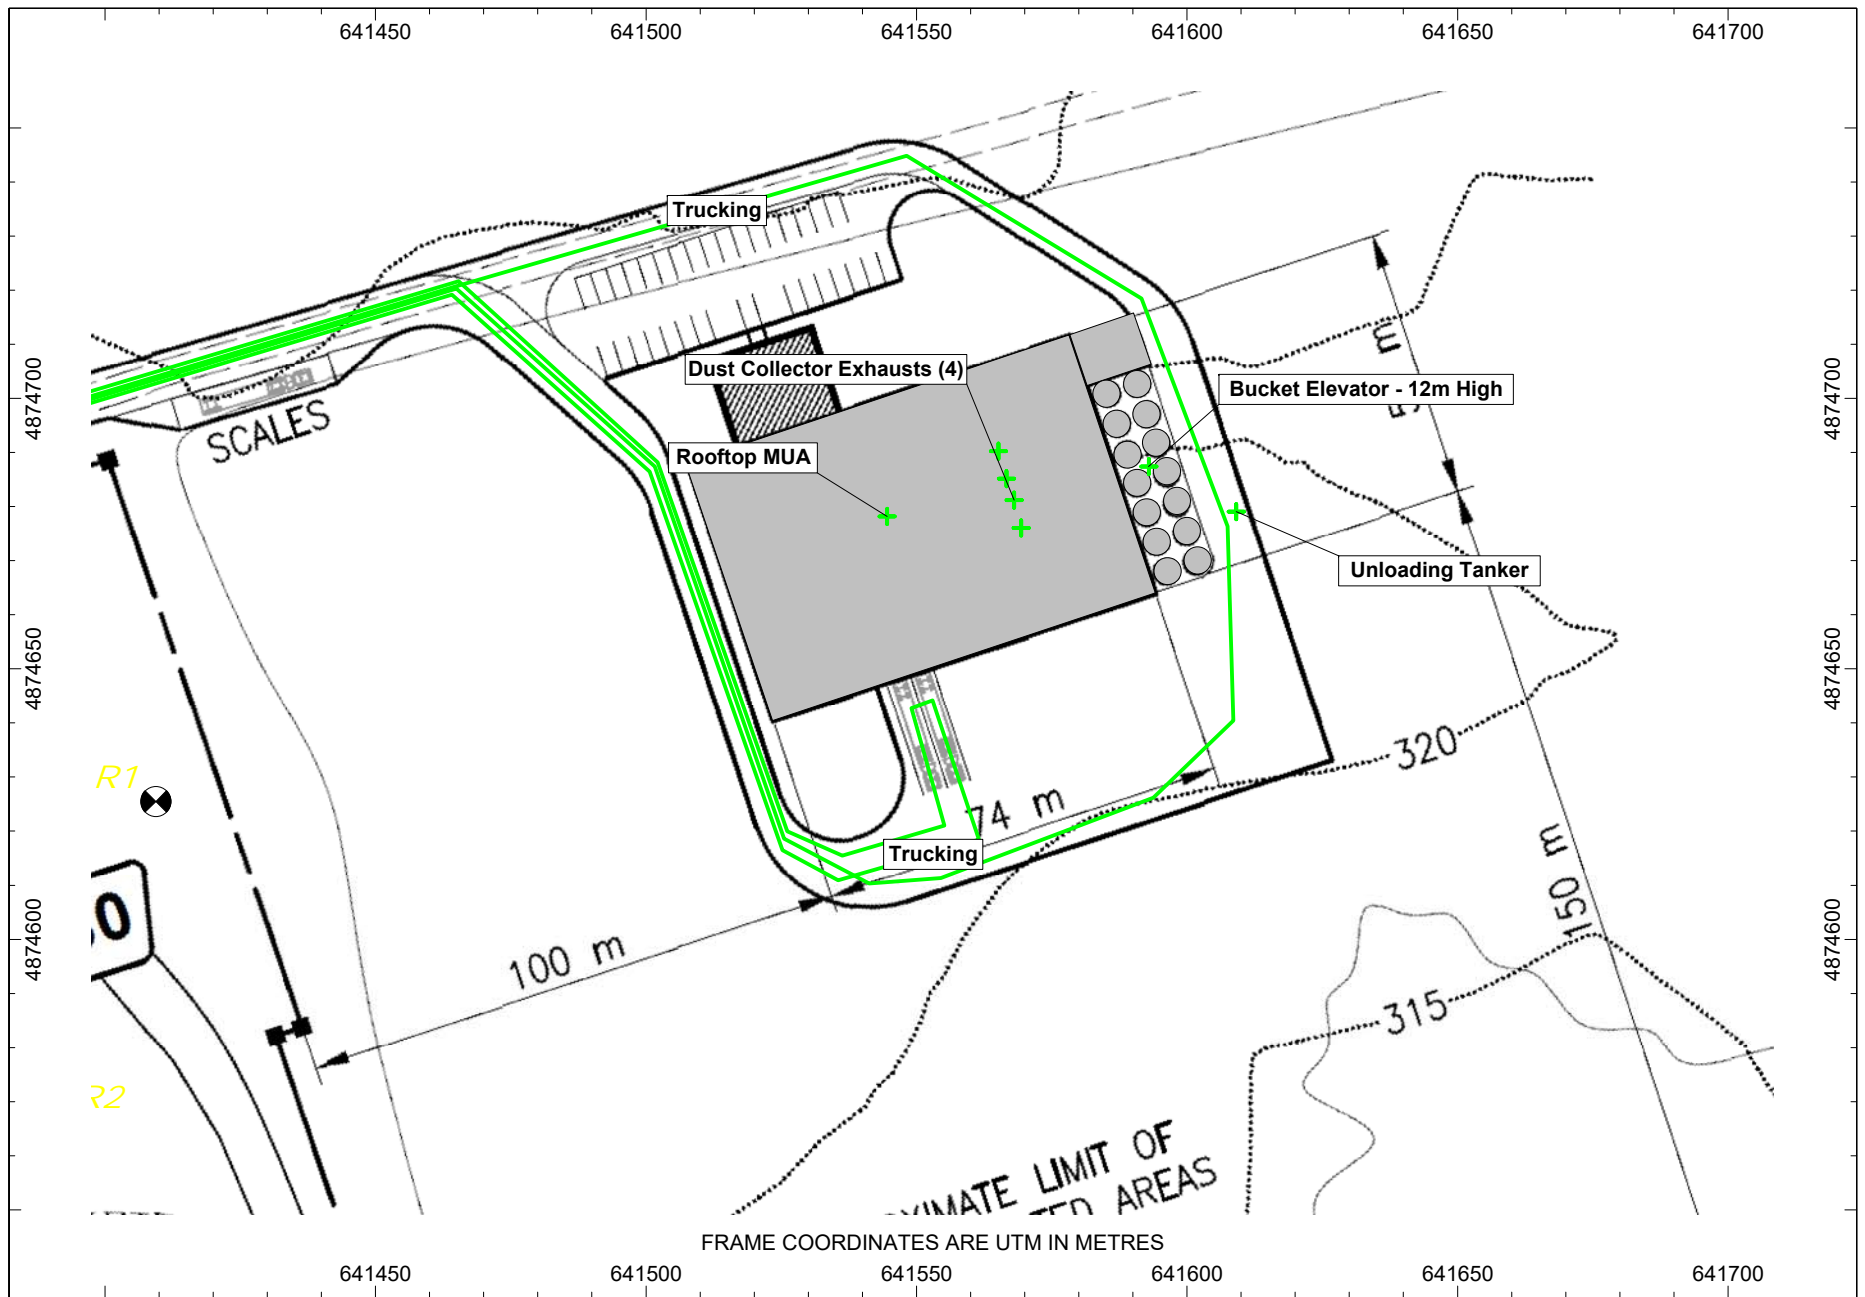 641450 641500 641550 641600 641650 641700
Trucking
Dust Collector Exhausts (4)
Bucket Elevator - 12m High
Rooftop MUA
Unloading Tanker
SCALES
4874700
4874700
4874650
4874650
R1
320
74 m
Trucking
150 m
100 m
4874600
4874600
315
R2
LIMIT OF
AREAS
FRAME COORDINATES ARE UTM IN METRES
641450 641500 641550 641600 641650 641700